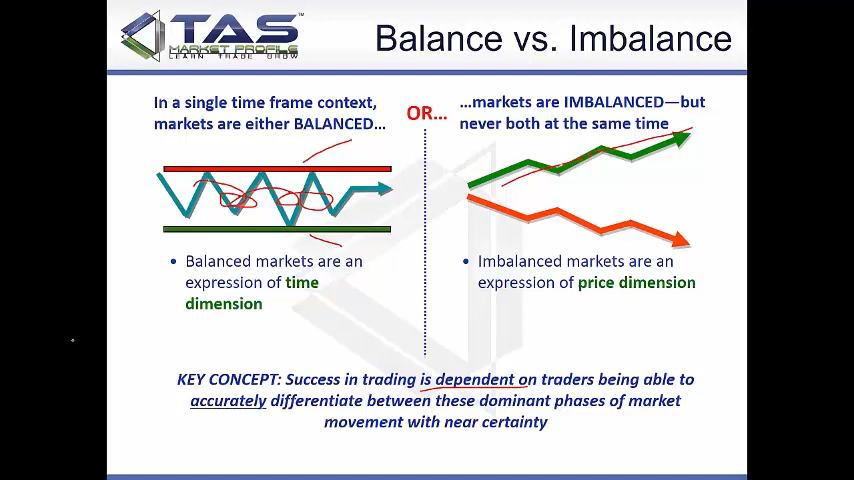 TAS™
MARKET PROFILE
LEARN TRADE GROW
Balance vs. Imbalance
In a single time frame context,
markets are either BALANCED…
OR…
…markets are IMBALANCED—but
never both at the same time
• Balanced markets are an
expression of time
dimension
• Imbalanced markets are an
expression of price dimension
KEY CONCEPT: Success in trading is dependent on traders being able to
accurately differentiate between these dominant phases of market
movement with near certainty